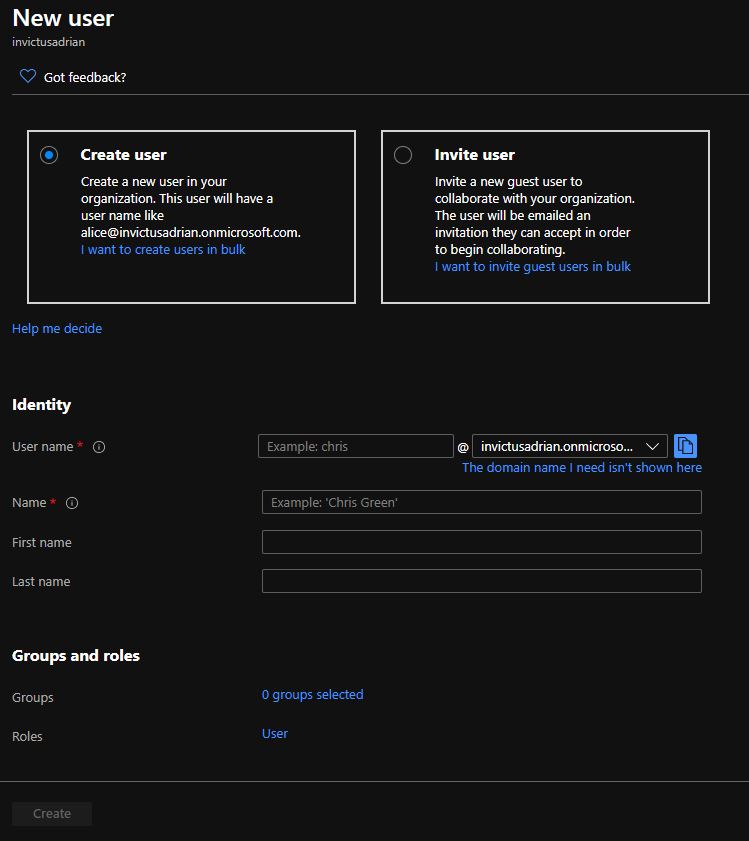 New user
invictusadrian
Got feedback?
Create user
Create a new user in your
organization. This user will have a
user name like
alice@invictusadrian.onmicrosoft.com.
I want to create users in bulk
Invite user
Invite a new guest user to
collaborate with your organization.
The user will be emailed an
invitation they can accept in order
to begin collaborating.
I want to invite guest users in bulk
Help me decide
Identity
User name * Example: chris @ invictusadrian.onmicroso...
The domain name I need isn't shown here
Name * Example: 'Chris Green'
First name
Last name
Groups and roles
Groups 0 groups selected
Roles User
Create